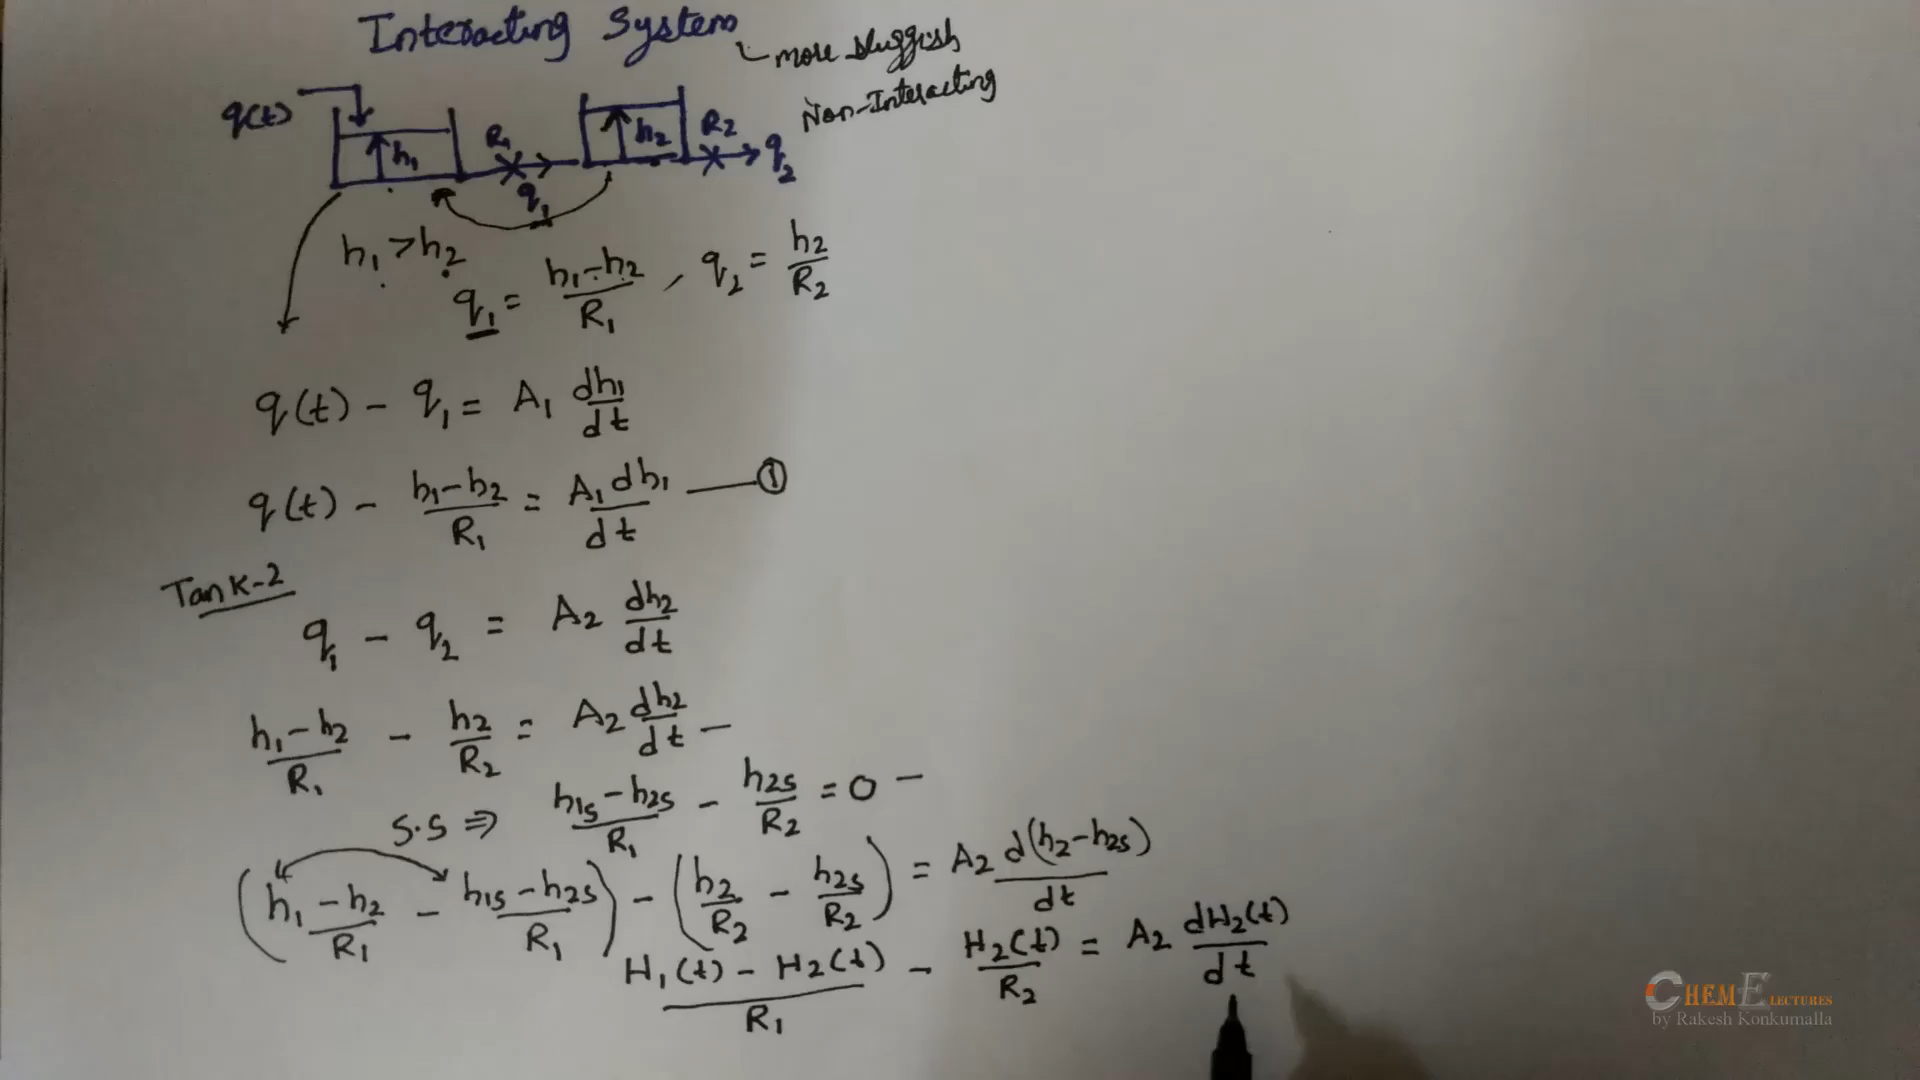 Interacting System
more sluggish
Non-Interacting
q(t) h₁ R₁ q₁ h₂ R₂ q₂
h₁ > h₂
q₁ = (h₁-h₂)/R₁ , q₂ = h₂/R₂
q(t) - q₁ = A₁ dh₁/dt
q(t) - (h₁-h₂)/R₁ = A₁dh₁/dt — ①
Tank-2
q₁ - q₂ = A₂ dh₂/dt
(h₁-h₂)/R₁ - h₂/R₂ = A₂ dh₂/dt —
S.S ⇒ (h₁s-h₂s)/R₁ - h₂s/R₂ = 0 —
((h₁-h₂)/R₁ - (h₁s-h₂s)/R₁) - (h₂/R₂ - h₂s/R₂) = A₂ d(h₂-h₂s)/dt
(H₁(t) - H₂(t))/R₁ - H₂(t)/R₂ = A₂ dH₂(t)/dt
CHEME LECTURES
by Rakesh Konkumalla